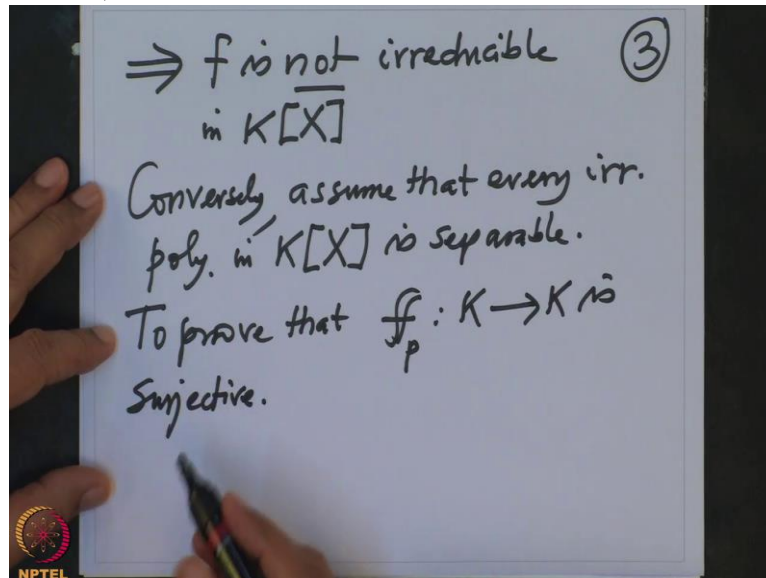 ⇒ f is not irreducible ③
in K[X]
Conversely, assume that every irr.
poly. in K[X] is separable.
To prove that f_p : K → K is
surjective.
NPTEL